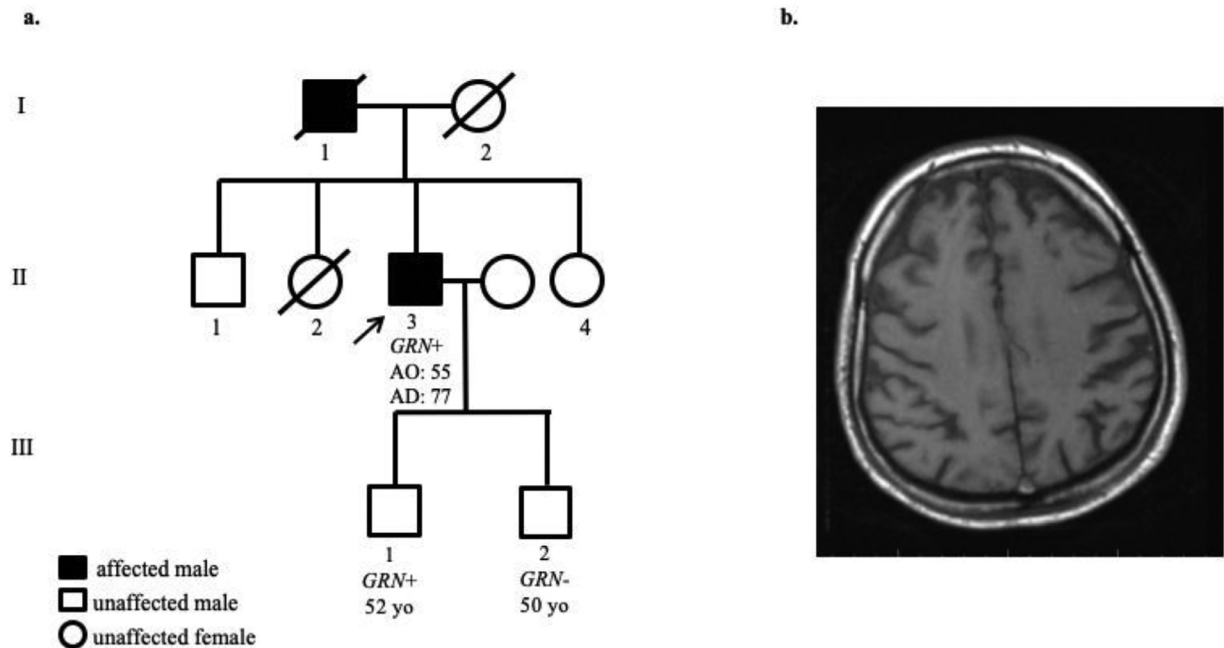 a.
b.
I
1
2
II
1
2
3
4
GRN+
AO: 55
AD: 77
III
1
2
GRN+
GRN-
52 yo
50 yo
affected male
unaffected male
unaffected female